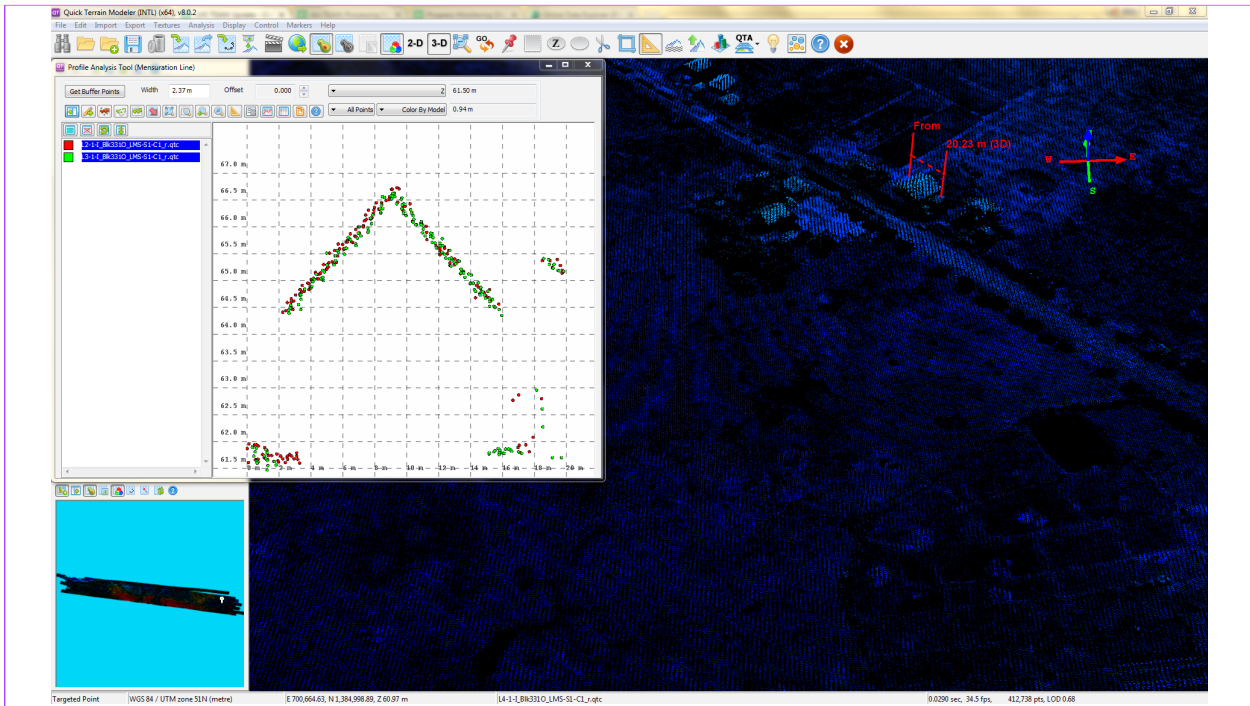 Quick Terrain Modeler (INTL) (x64), v8.0.2
File Edit Import Export Textures Analysis Display Control Markers Help
2-D 3-D GO Z QTA
Profile Analysis Tool (Mensuration Line)
Get Buffer Points Width 2.37 m Offset 0.000 Z 61.50 m
All Points Color By Model 0.94 m
L2-1-I_Blk331O_LMS-S1-C1_r.qtc
L3-1-I_Blk331O_LMS-S1-C1_r.qtc
67.0 m
66.5 m
66.0 m
65.5 m
65.0 m
64.5 m
64.0 m
63.5 m
63.0 m
62.5 m
62.0 m
61.5 m
0 m 2 m 4 m 6 m 8 m 10 m 12 m 14 m 16 m 18 m 20 m
From
20.23 m (3D)
W E
S
Targeted Point WGS 84 / UTM zone 51N (metre) E 700,664.63, N 1,384,998.89, Z 60.97 m L4-1-I_Blk331O_LMS-S1-C1_r.qtc 0.0290 sec, 34.5 fps, 412,738 pts, LOD 0.68